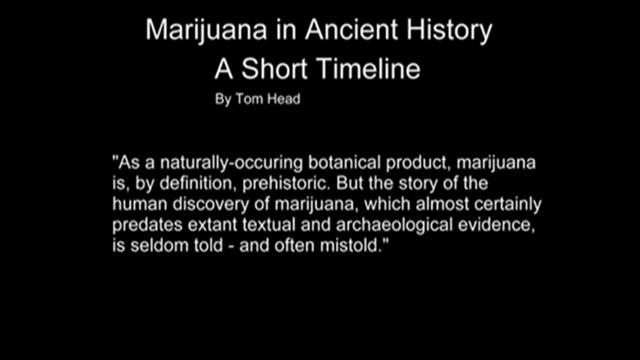 Marijuana in Ancient History
A Short Timeline
By Tom Head
"As a naturally-occuring botanical product, marijuana
is, by definition, prehistoric. But the story of the
human discovery of marijuana, which almost certainly
predates extant textual and archaeological evidence,
is seldom told - and often mistold."